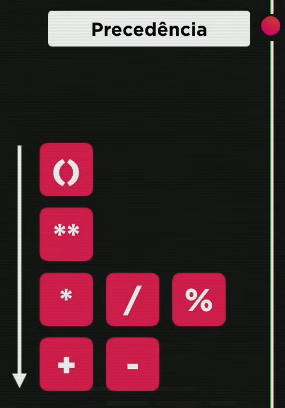 Precedência
()
**
* / %
+ -